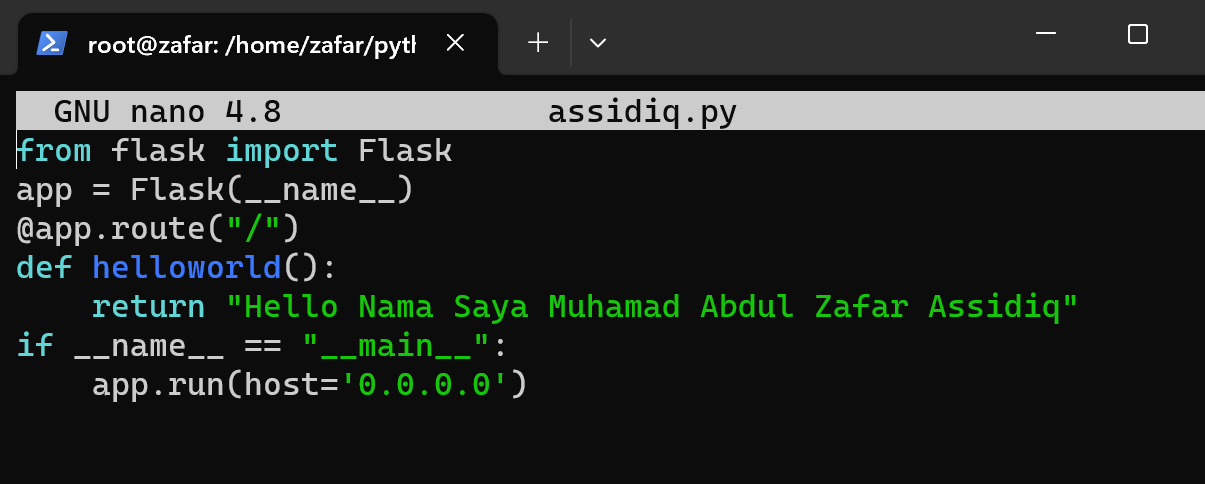 root@zafar: /home/zafar/pyth
GNU nano 4.8 assidiq.py
from flask import Flask
app = Flask(__name__)
@app.route("/")
def helloworld():
    return "Hello Nama Saya Muhamad Abdul Zafar Assidiq"
if __name__ == "__main__":
    app.run(host='0.0.0.0')